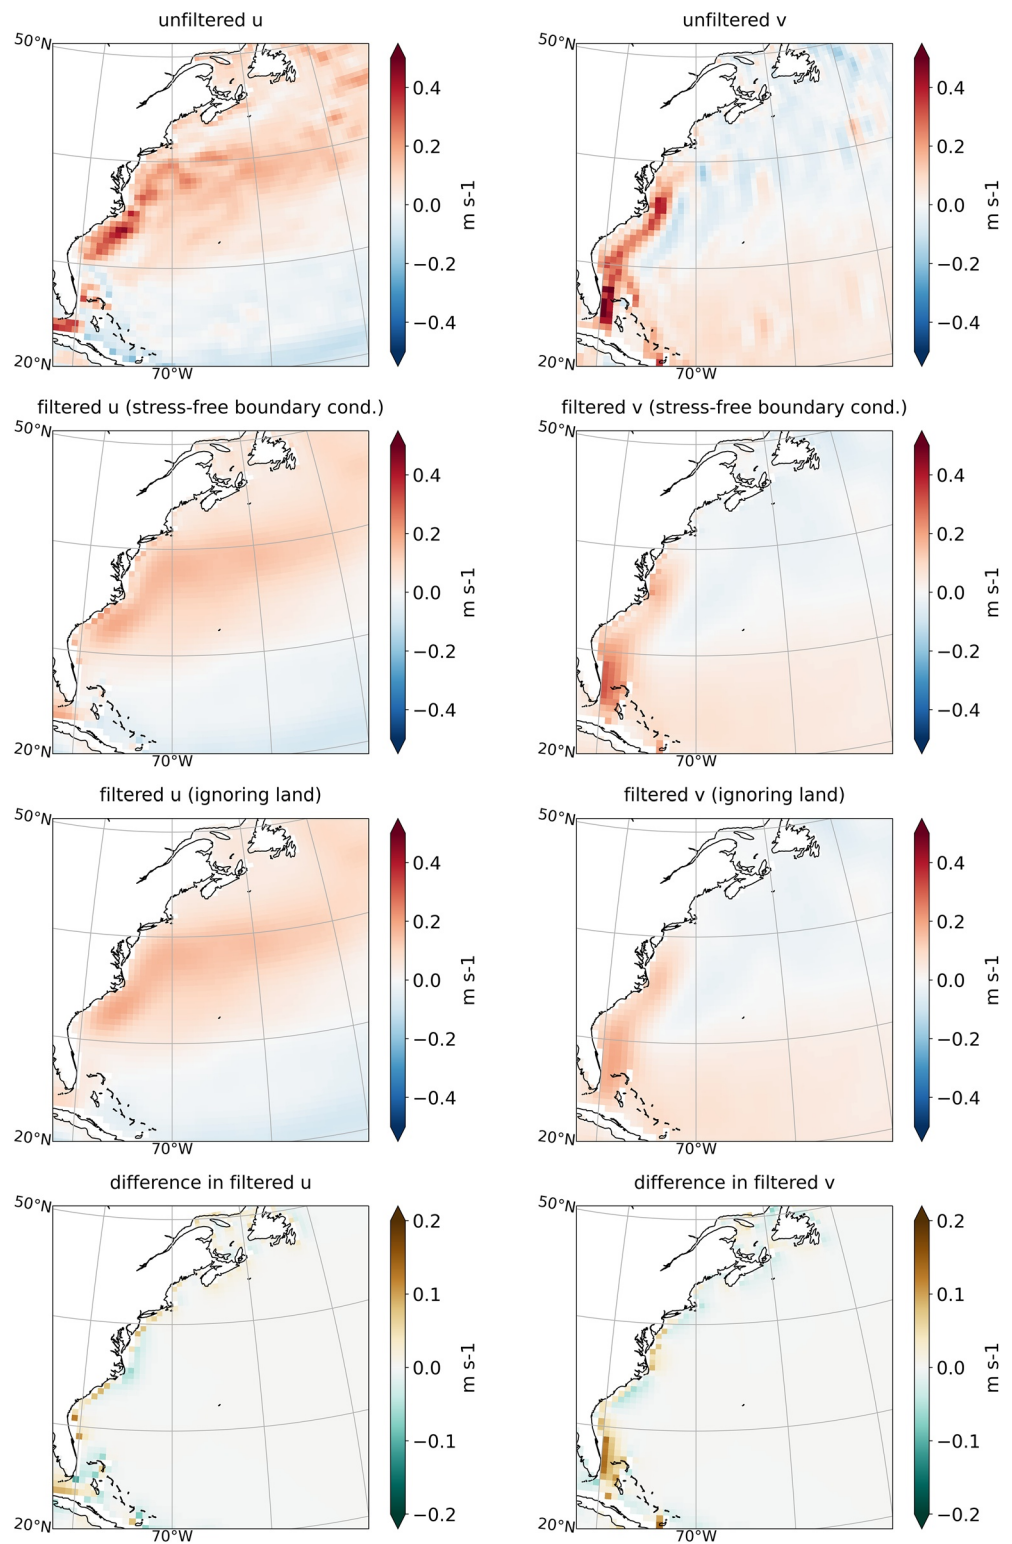 unfiltered u
unfiltered v
50°N
20°N
70°W
0.4
0.2
0.0
−0.2
−0.4
m s-1
50°N
20°N
70°W
0.4
0.2
0.0
−0.2
−0.4
m s-1
filtered u (stress-free boundary cond.)
filtered v (stress-free boundary cond.)
50°N
20°N
70°W
0.4
0.2
0.0
−0.2
−0.4
m s-1
50°N
20°N
70°W
0.4
0.2
0.0
−0.2
−0.4
m s-1
filtered u (ignoring land)
filtered v (ignoring land)
50°N
20°N
70°W
0.4
0.2
0.0
−0.2
−0.4
m s-1
50°N
20°N
70°W
0.4
0.2
0.0
−0.2
−0.4
m s-1
difference in filtered u
difference in filtered v
50°N
20°N
70°W
0.2
0.1
0.0
−0.1
−0.2
m s-1
50°N
20°N
70°W
0.2
0.1
0.0
−0.1
−0.2
m s-1